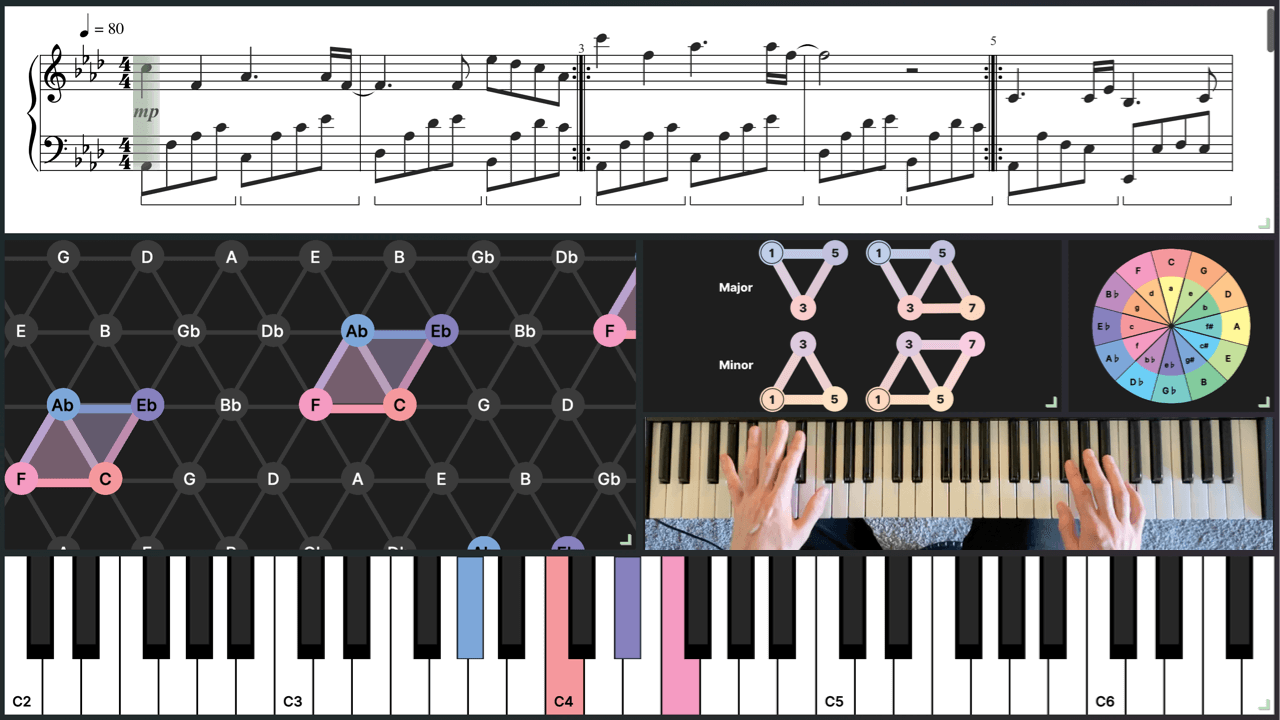 = 80
4 4
mp
4 4
3
5
G D A E B Gb Db
E B Gb Db Ab Eb Bb F
Ab Eb Bb F C G D
F C G D A E B Gb
Major 1 5 3 1 5 3 7
Minor 3 1 5 3 7 1 5
C G D A E B G♭ D♭ A♭ E♭ B♭ F
a e b f# c# g# e♭ b♭ f c g d
C2 C3 C4 C5 C6